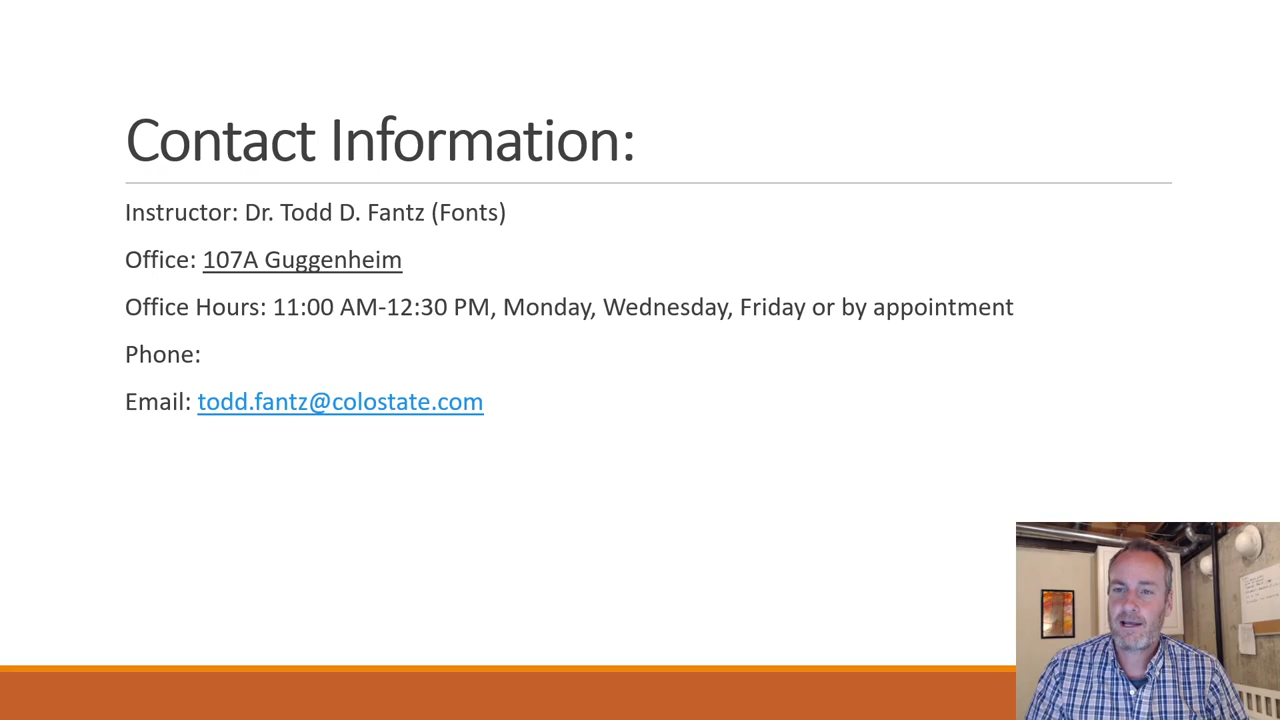 Contact Information:
Instructor: Dr. Todd D. Fantz (Fonts)
Office: 107A Guggenheim
Office Hours: 11:00 AM-12:30 PM, Monday, Wednesday, Friday or by appointment
Phone:
Email: todd.fantz@colostate.com